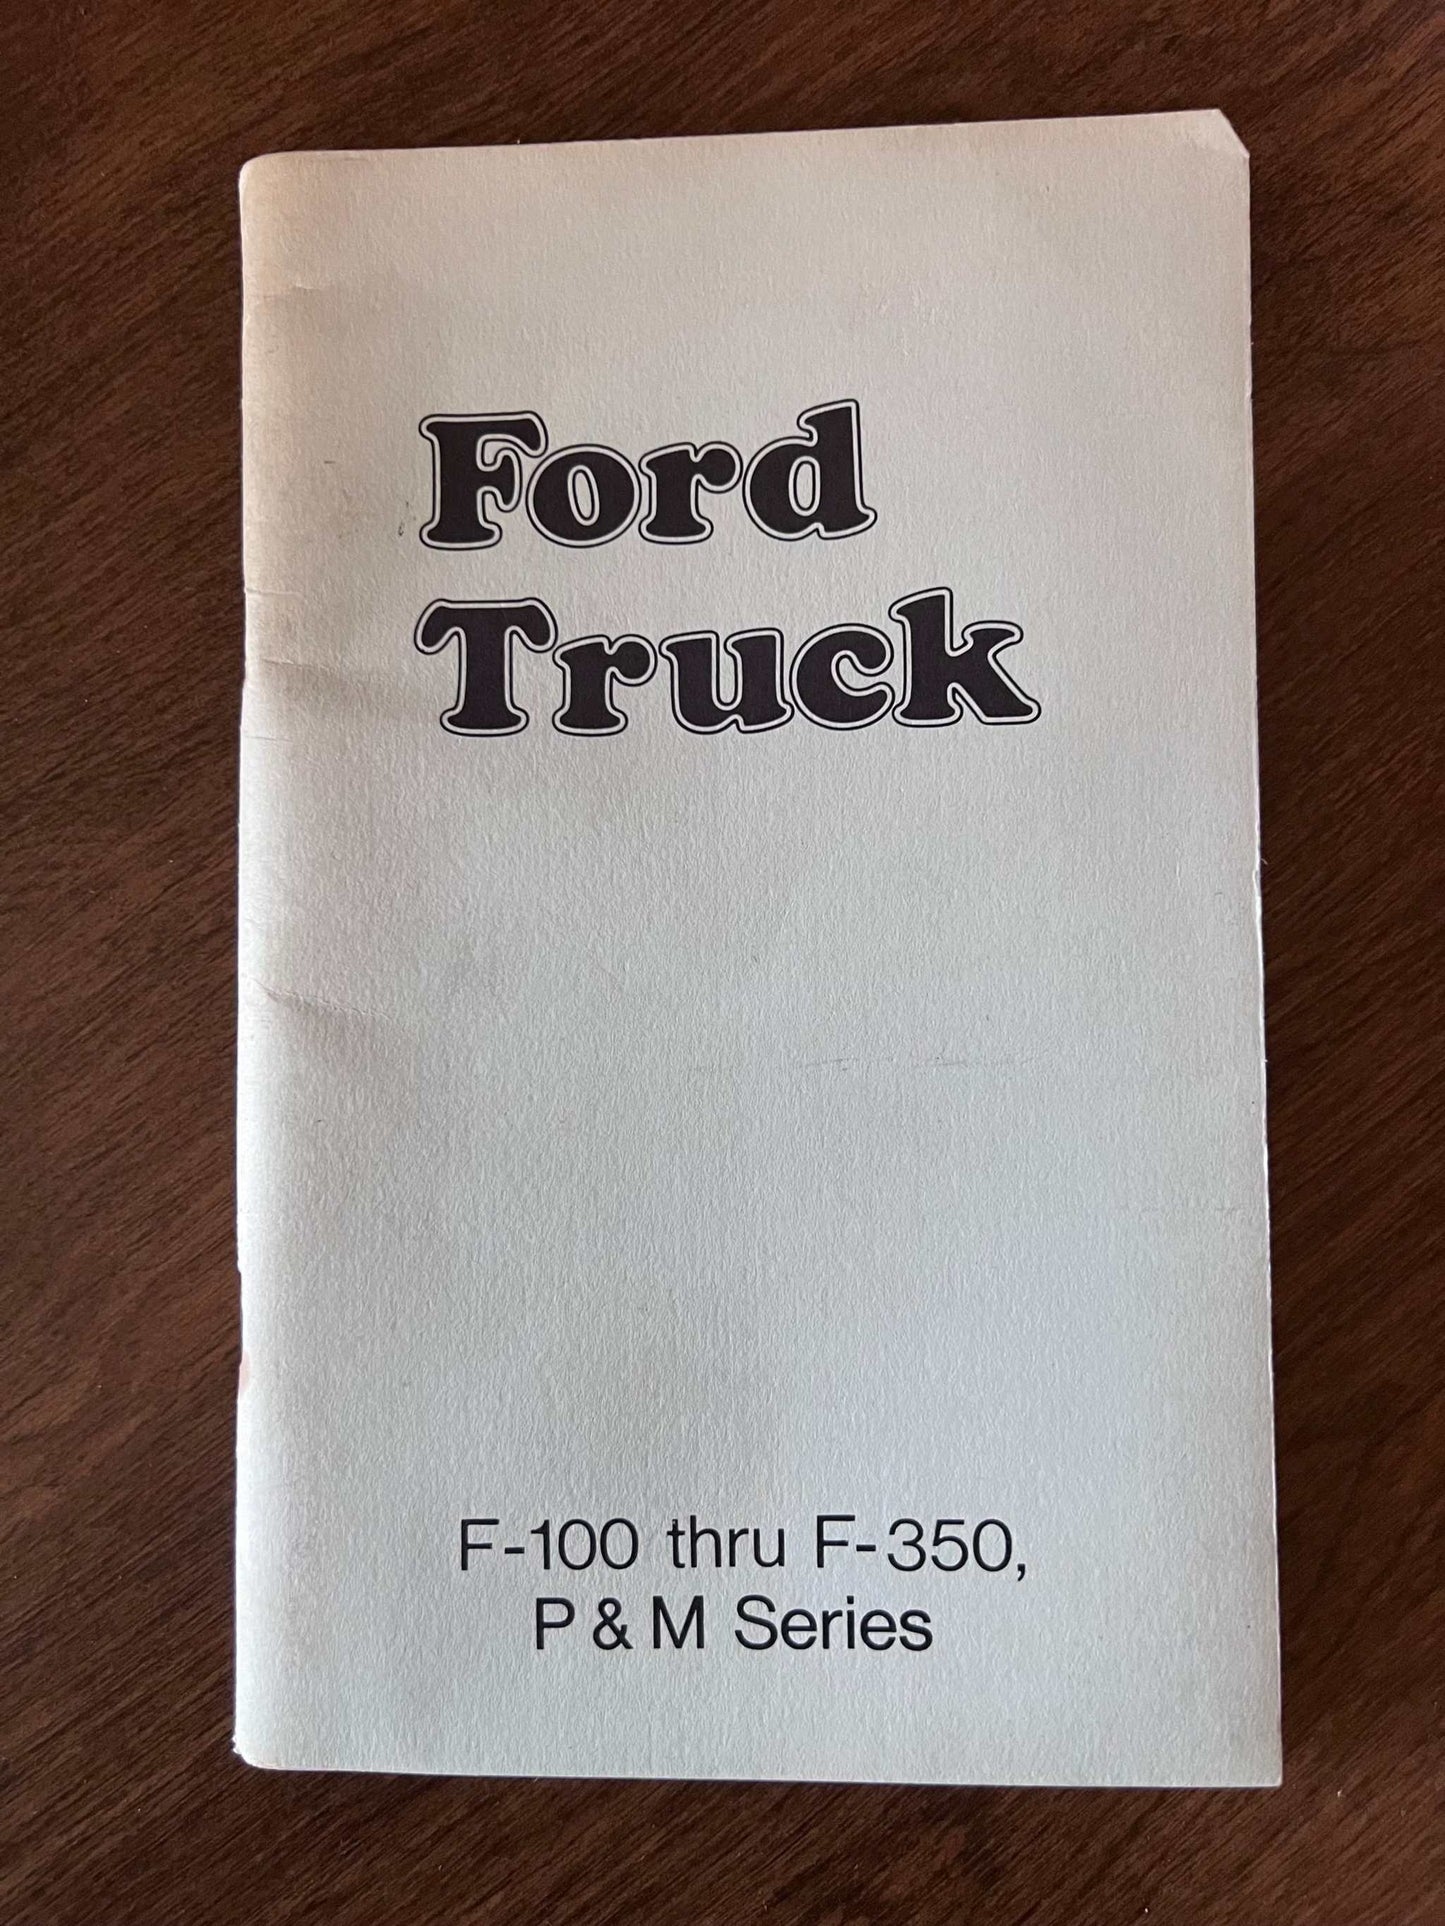 Ford
Truck
F-100 thru F-350,
P & M Series